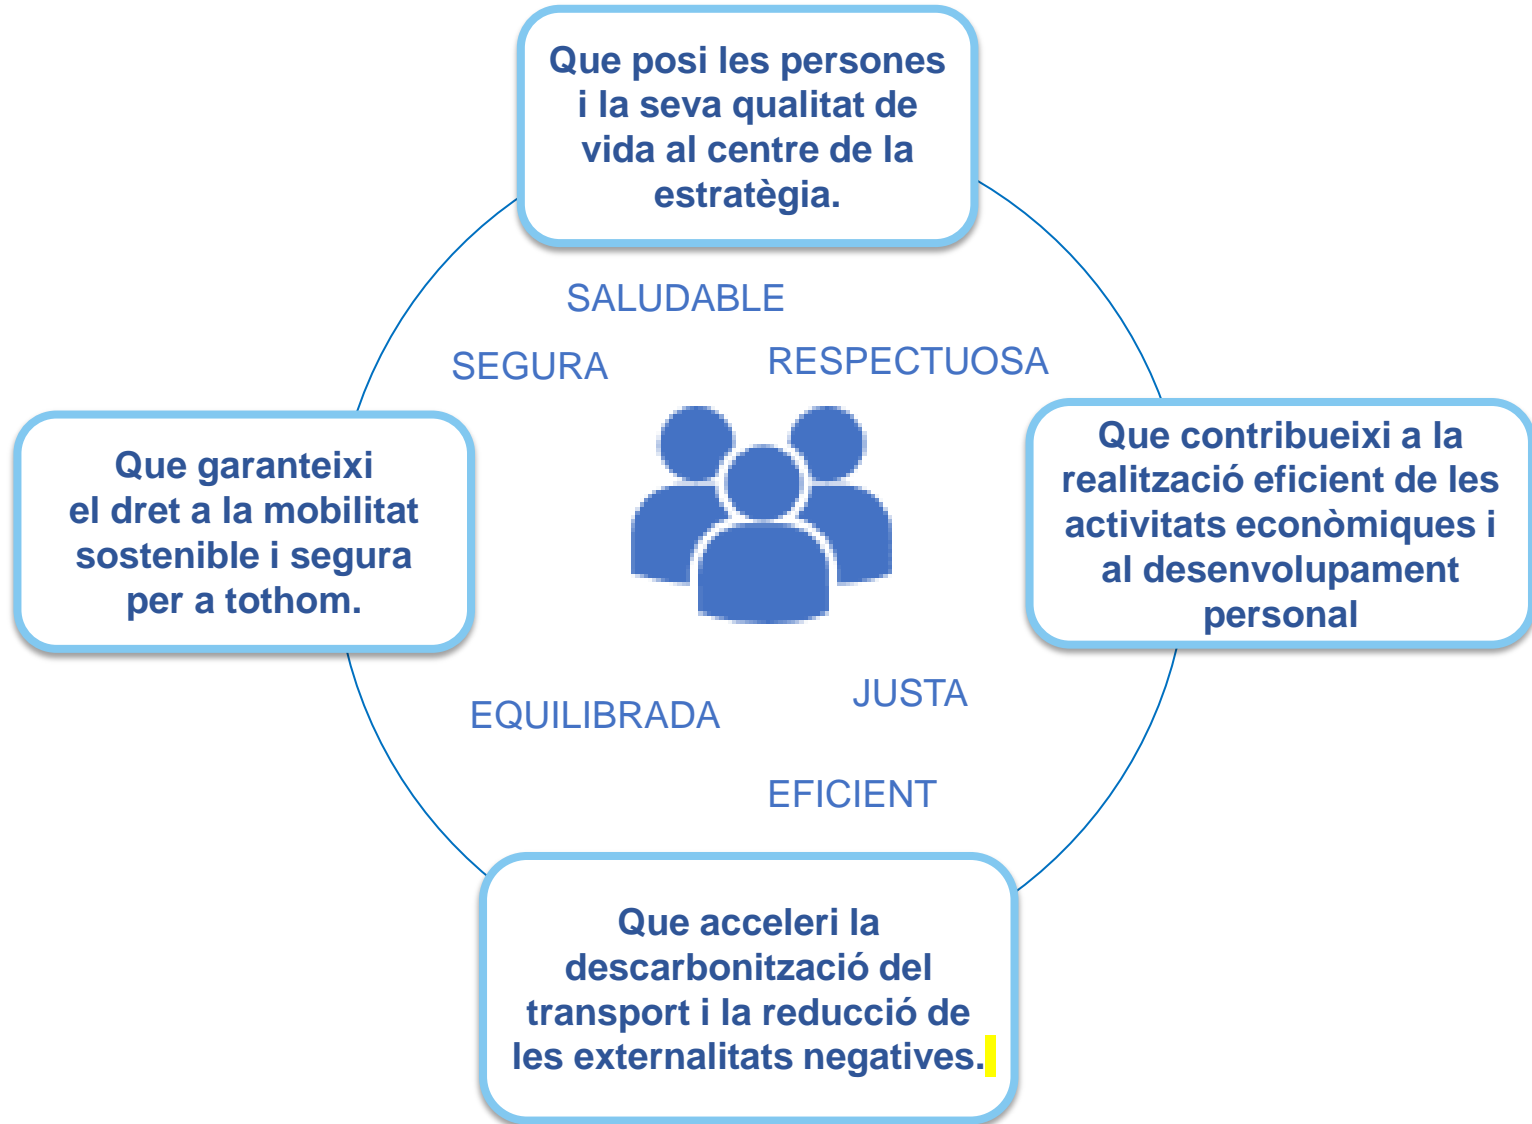 Que posi les persones
i la seva qualitat de
vida al centre de la
estratègia.
SALUDABLE
SEGURA
RESPECTUOSA
Que garanteixi
el dret a la mobilitat
sostenible i segura
per a tothom.
Que contribueixi a la
realització eficient de les
activitats econòmiques i
al desenvolupament
personal
EQUILIBRADA
JUSTA
EFICIENT
Que acceleri la
descarbonització del
transport i la reducció de
les externalitats negatives.